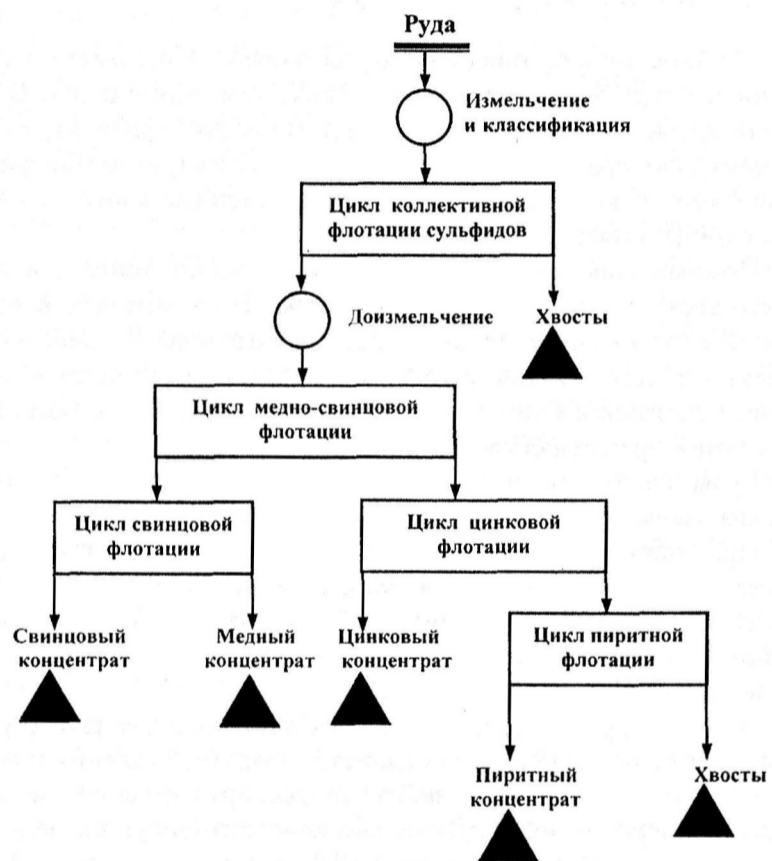 Руда
Измельчение
и классификация
Цикл коллективной
флотации сульфидов
Доизмельчение
Хвосты
Цикл медно-свинцовой
флотации
Цикл свинцовой
флотации
Цикл цинковой
флотации
Свинцовый
концентрат
Медный
концентрат
Цинковый
концентрат
Цикл пиритной
флотации
Пиритный
концентрат
Хвосты